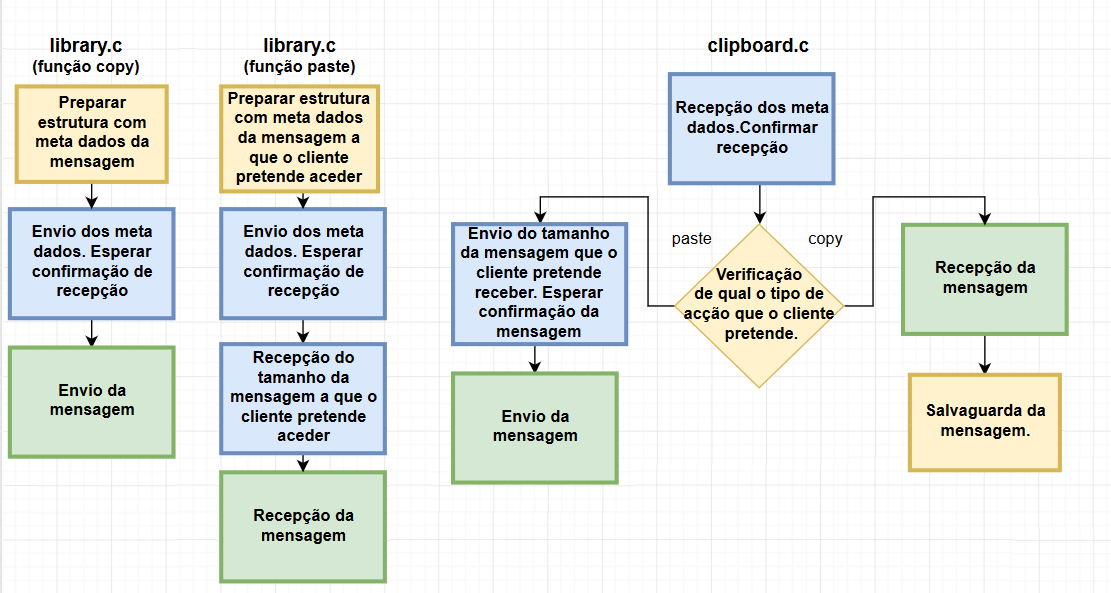 library.c
(função copy)
Preparar
estrutura com
meta dados da
mensagem
Envio dos meta
dados. Esperar
confirmação de
recepção
Envio da
mensagem
library.c
(função paste)
Preparar estrutura
com meta dados
da mensagem a
que o cliente
pretende aceder
Envio dos meta
dados. Esperar
confirmação de
recepção
Recepção do
tamanho da
mensagem a que o
cliente pretende
aceder
Recepção da
mensagem
clipboard.c
Recepção dos meta
dados.Confirmar
recepção
Verificação
de qual o tipo de
acção que o cliente
pretende.
paste
Envio do tamanho
da mensagem que o
cliente pretende
receber. Esperar
confirmação da
mensagem
Envio da
mensagem
copy
Recepção da
mensagem
Salvaguarda da
mensagem.